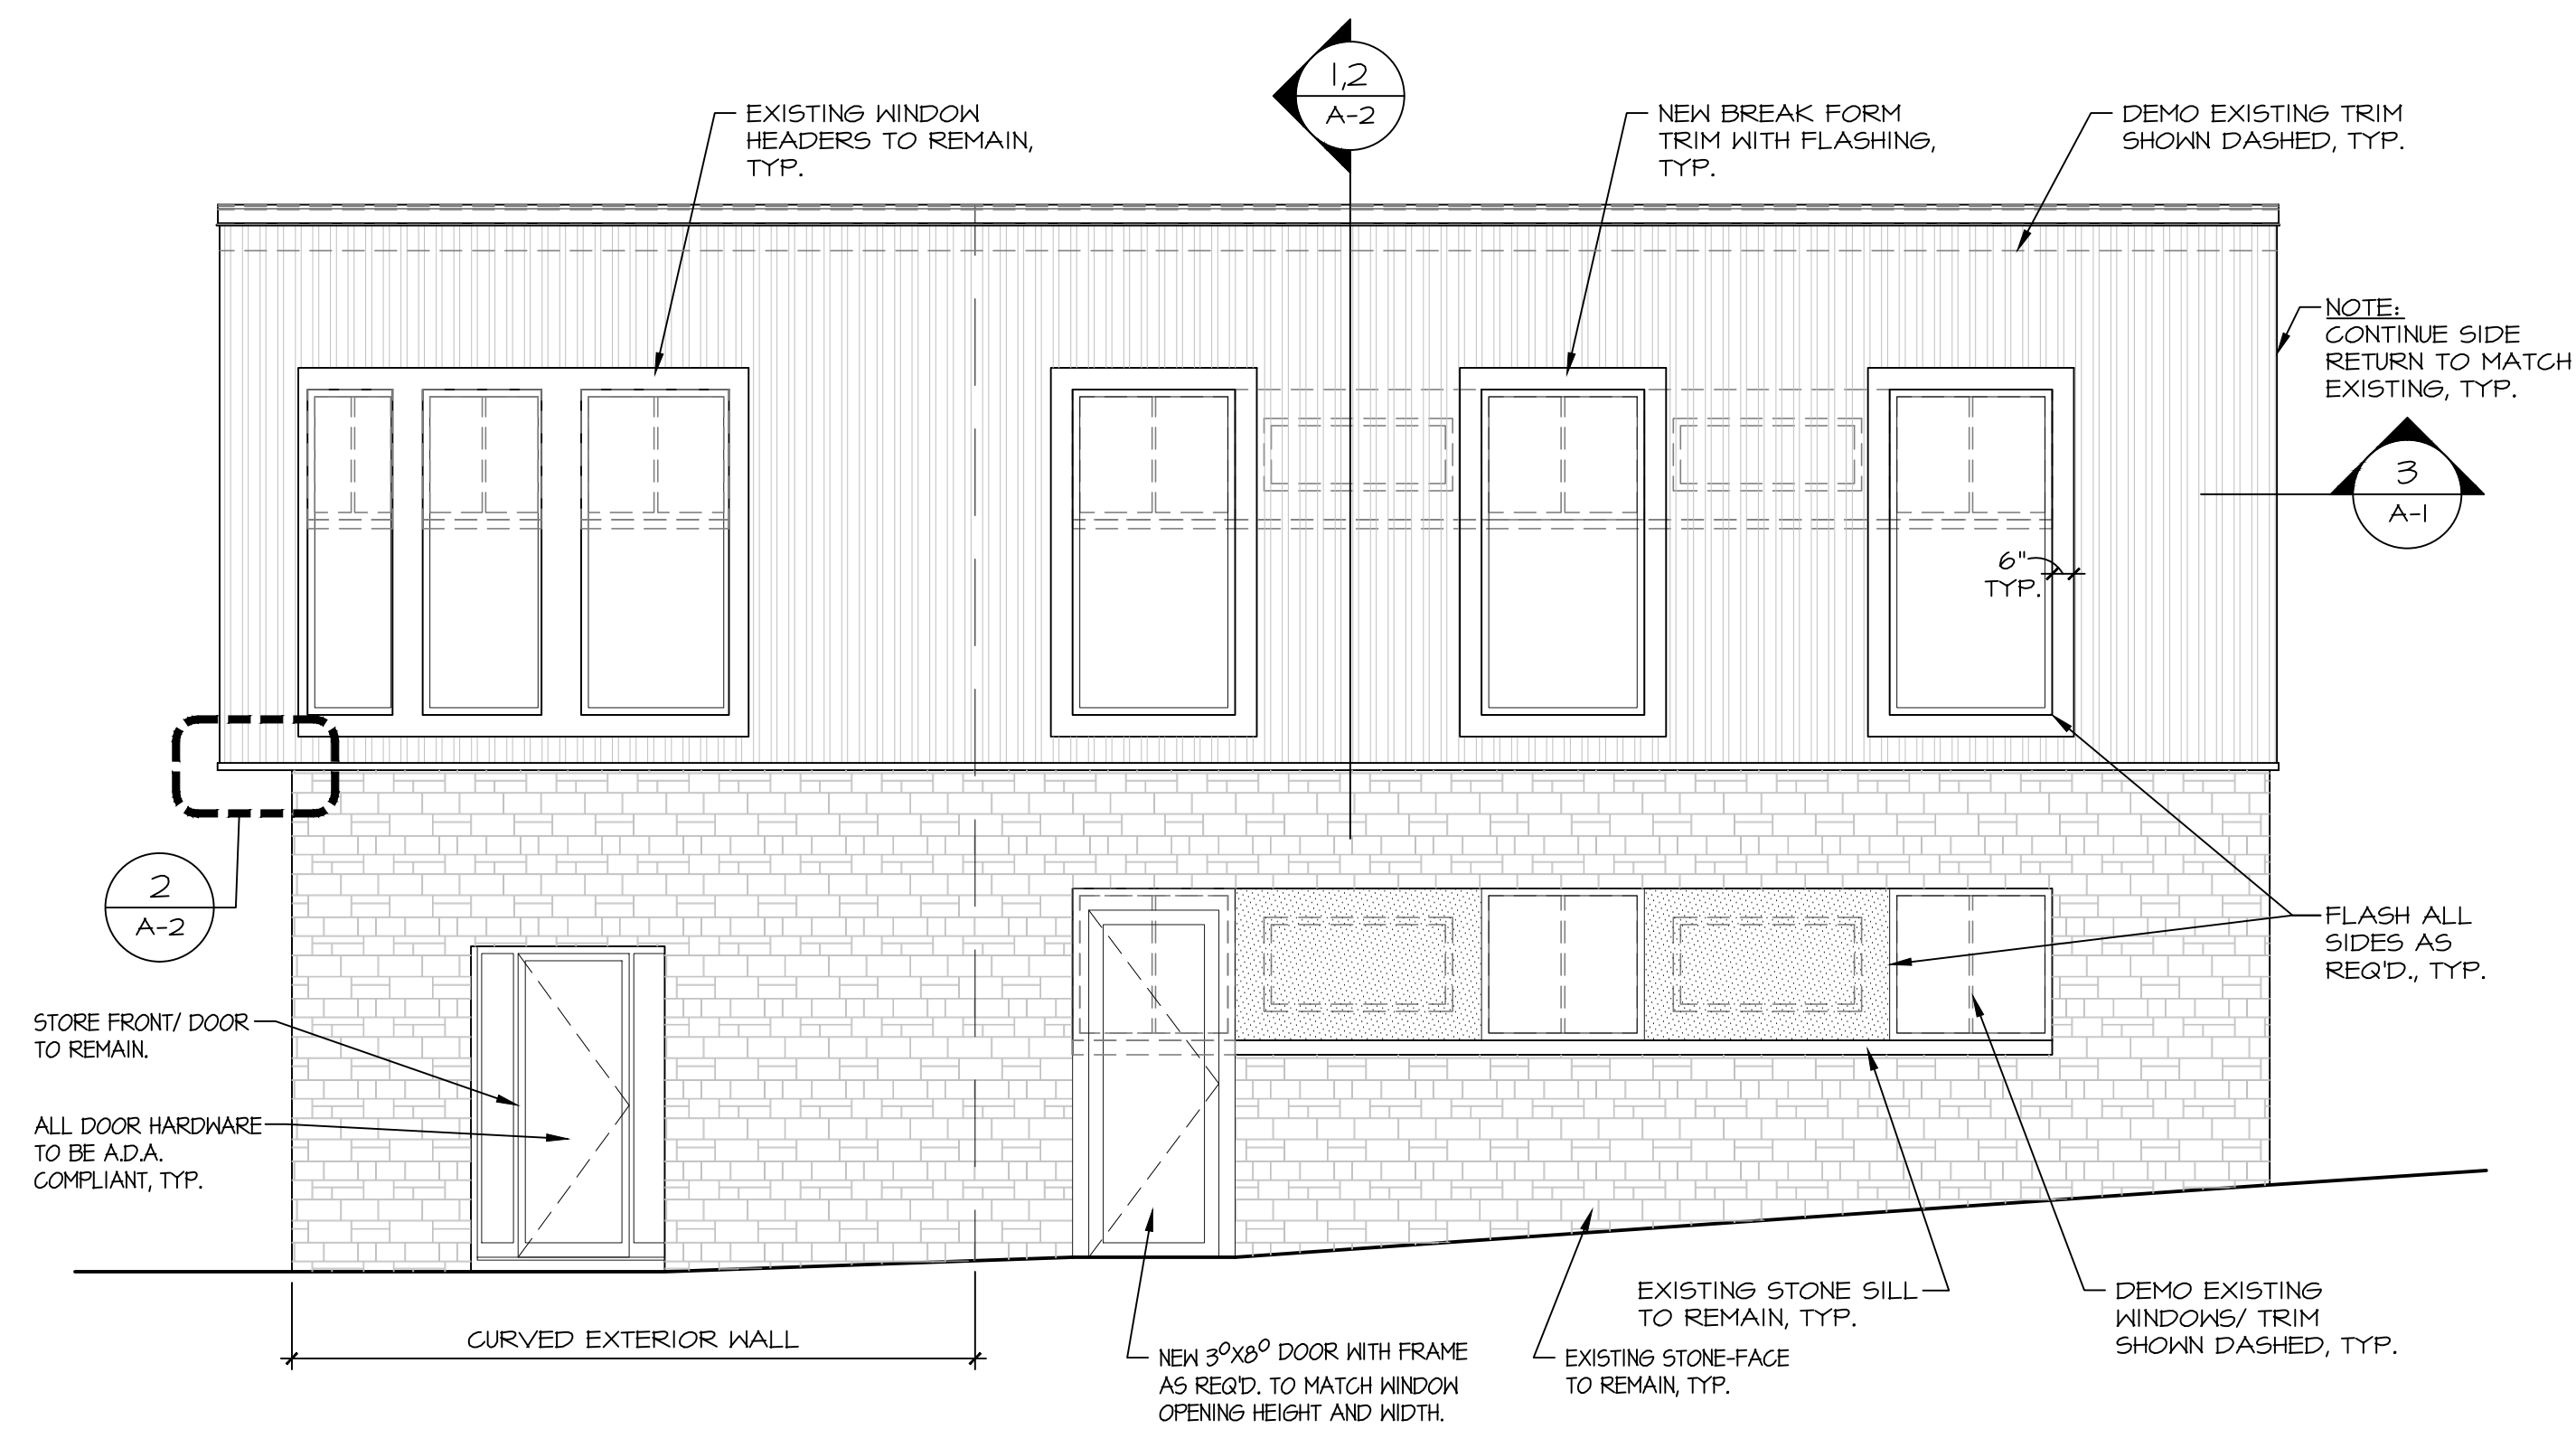 1,2
A-2
EXISTING WINDOW
HEADERS TO REMAIN,
TYP.
NEW BREAK FORM
TRIM WITH FLASHING,
TYP.
DEMO EXISTING TRIM
SHOWN DASHED, TYP.
NOTE:
CONTINUE SIDE
RETURN TO MATCH
EXISTING, TYP.
3
A-1
6"
TYP.
2
A-2
FLASH ALL
SIDES AS
REQ'D., TYP.
STORE FRONT/ DOOR
TO REMAIN.
ALL DOOR HARDWARE
TO BE A.D.A.
COMPLIANT, TYP.
CURVED EXTERIOR WALL
NEW 3⁰X8⁰ DOOR WITH FRAME
AS REQ'D. TO MATCH WINDOW
OPENING HEIGHT AND WIDTH.
EXISTING STONE SILL
TO REMAIN, TYP.
EXISTING STONE-FACE
TO REMAIN, TYP.
DEMO EXISTING
WINDOWS/ TRIM
SHOWN DASHED, TYP.